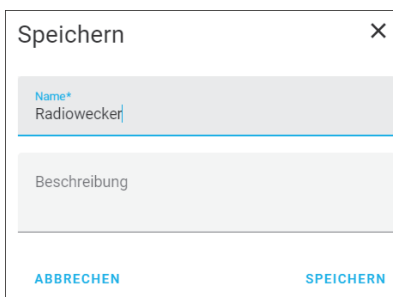 Speichern
Name*
Radiowecker
Beschreibung
ABBRECHEN SPEICHERN